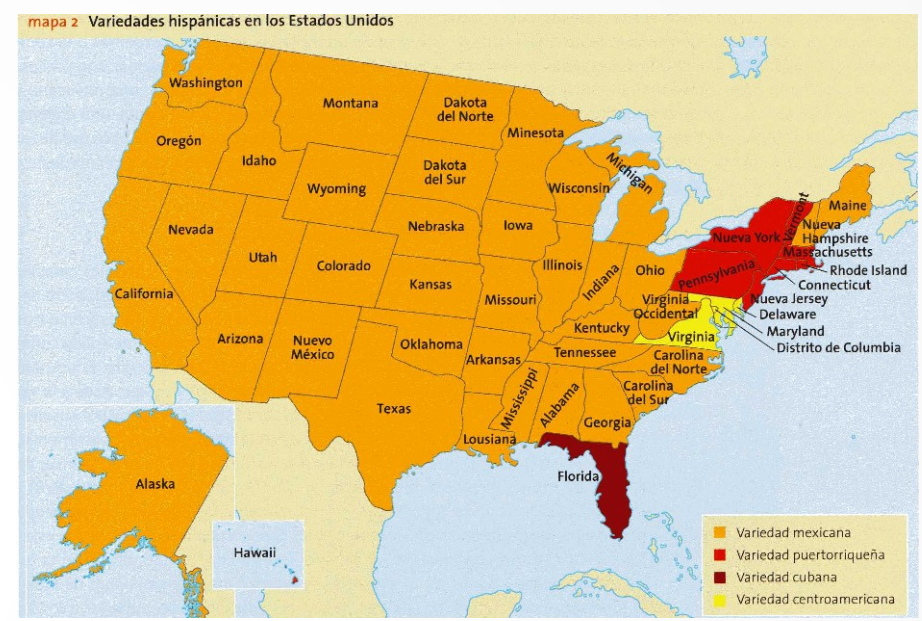 mapa 2 Variedades hispánicas en los Estados Unidos
Washington
Montana
Dakota
del Norte
Minesota
Oregón
Idaho
Wyoming
Dakota
del Sur
Wisconsin
Michigan
Vermont
Maine
Nevada
Utah
Colorado
Nebraska
Iowa
Nueva York
Nueva
Hampshire
Massachusetts
Rhode Island
Connecticut
California
Kansas
Missouri
Illinois
Indiana
Ohio
Pennsylvania
Nueva Jersey
Delaware
Maryland
Distrito de Columbia
Virginia
Occidental
Virginia
Kentucky
Arizona
Nuevo
México
Oklahoma
Arkansas
Tennessee
Carolina
del Norte
Carolina
del Sur
Texas
Lousiana
Mississippi
Alabama
Georgia
Florida
Alaska
Hawaii
Variedad mexicana
Variedad puertorriqueña
Variedad cubana
Variedad centroamericana